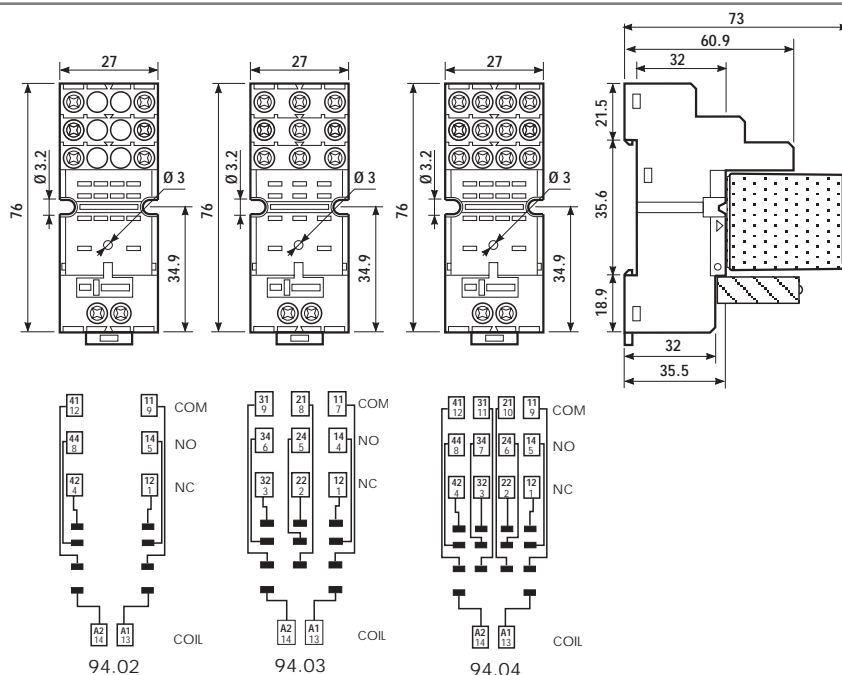 73
60.9
32
27
27
27
21.5
Ø 3.2
Ø 3
Ø 3.2
Ø 3
Ø 3.2
Ø 3
76
76
76
35.6
34.9
34.9
34.9
18.9
32
35.5
41 12
11 9
COM
44 8
14 5
NO
42 4
12 1
NC
A2 14
A1 13
COIL
94.02
31 9
21 8
11 7
COM
34 6
24 5
14 4
NO
32 3
22 2
12 1
NC
A2 14
A1 13
COIL
94.03
41 12
31 11
21 10
11 9
COM
44 8
34 7
24 6
14 5
NO
42 4
32 3
22 2
12 1
NC
A2 14
A1 13
COIL
94.04